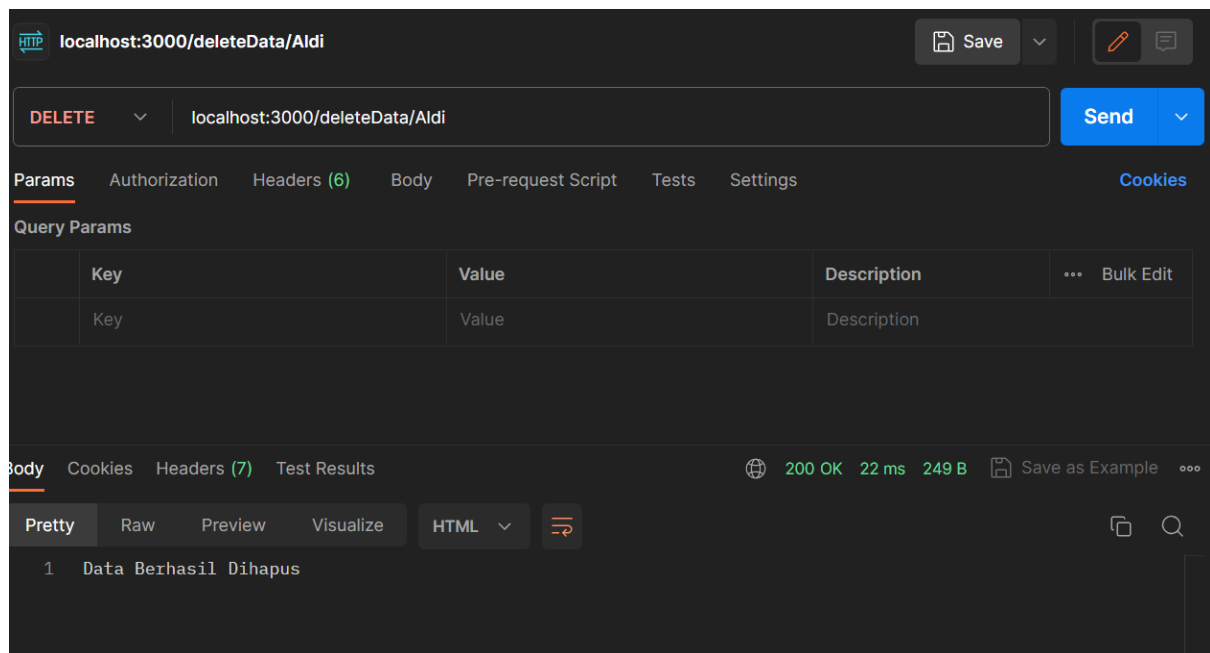 HTTP localhost:3000/deleteData/Aldi Save
DELETE localhost:3000/deleteData/Aldi Send
Params Authorization Headers (6) Body Pre-request Script Tests Settings Cookies
Query Params
Key Value Description Bulk Edit
Key Value Description
Body Cookies Headers (7) Test Results 200 OK 22 ms 249 B Save as Example
Pretty Raw Preview Visualize HTML
1 Data Berhasil Dihapus